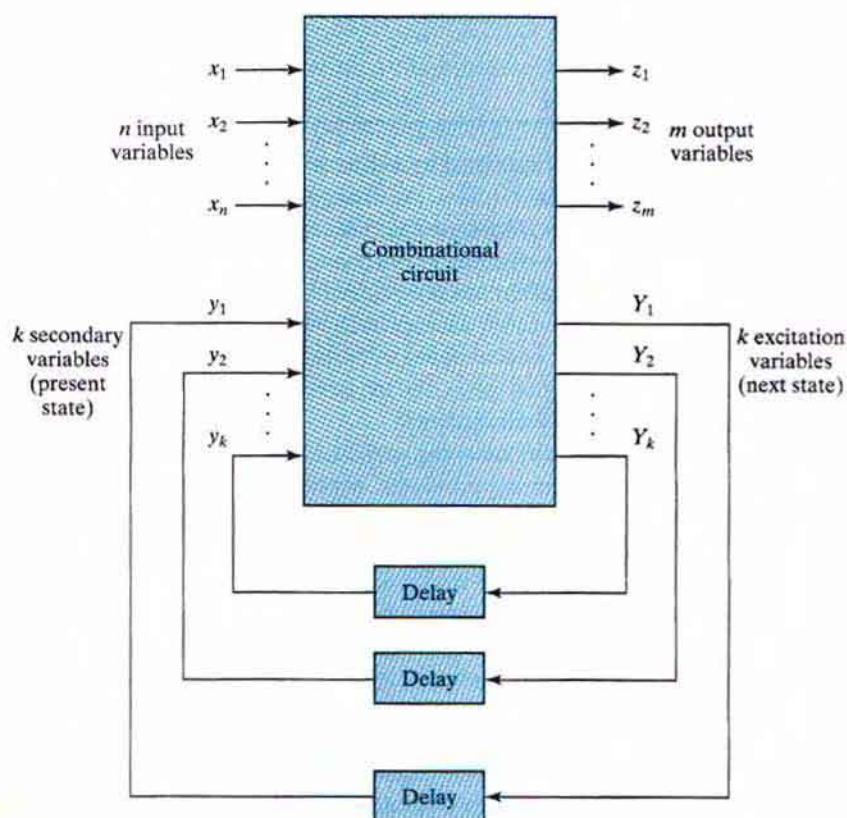 x₁
z₁
n input
variables
x₂
z₂
m output
variables
xₙ
zₘ
Combinational
circuit
y₁
Y₁
k secondary
variables
(present
state)
y₂
Y₂
k excitation
variables
(next state)
yₖ
Yₖ
Delay
Delay
Delay